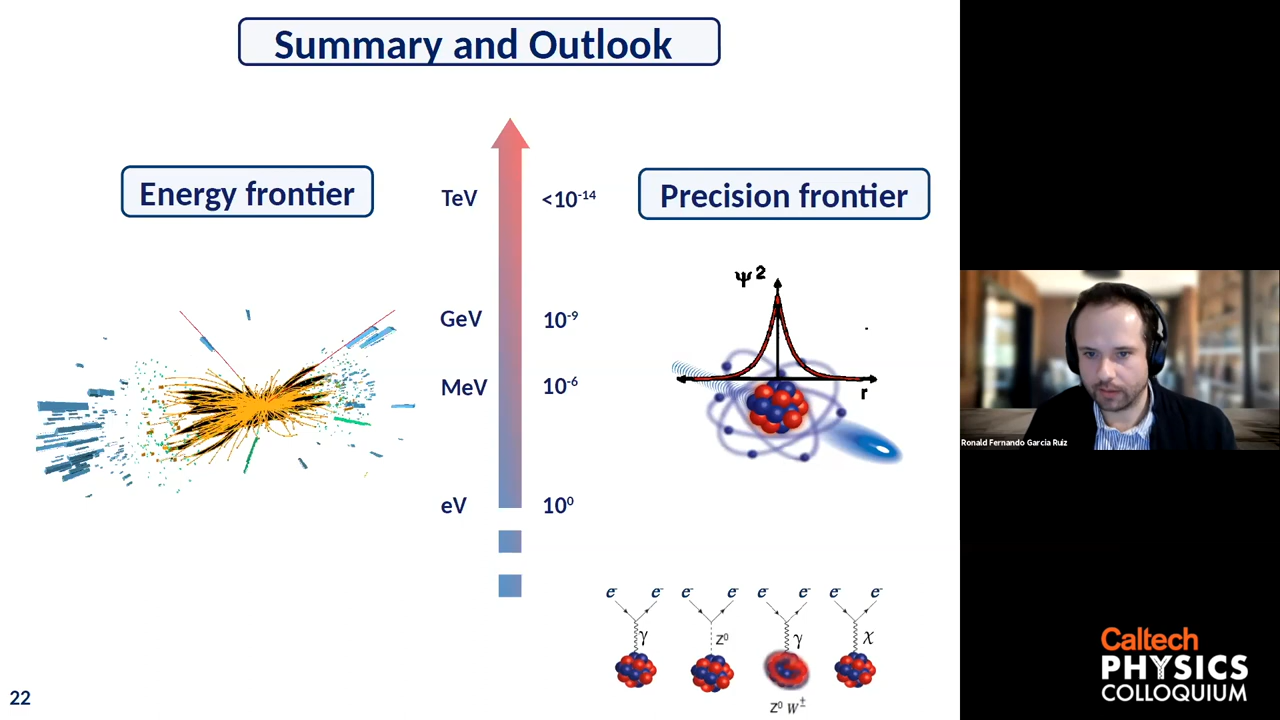 Summary and Outlook
Energy frontier
Precision frontier
TeV <10⁻¹⁴
GeV 10⁻⁹
MeV 10⁻⁶
eV 10⁰
Ψ²
r
e⁻ e⁻ e⁻ e⁻ e⁻ e⁻ e⁻ e⁻
γ Z⁰ γ χ
Z⁰ W±
22
Ronald Fernando Garcia Ruiz
Caltech
PHYSICS
COLLOQUIUM